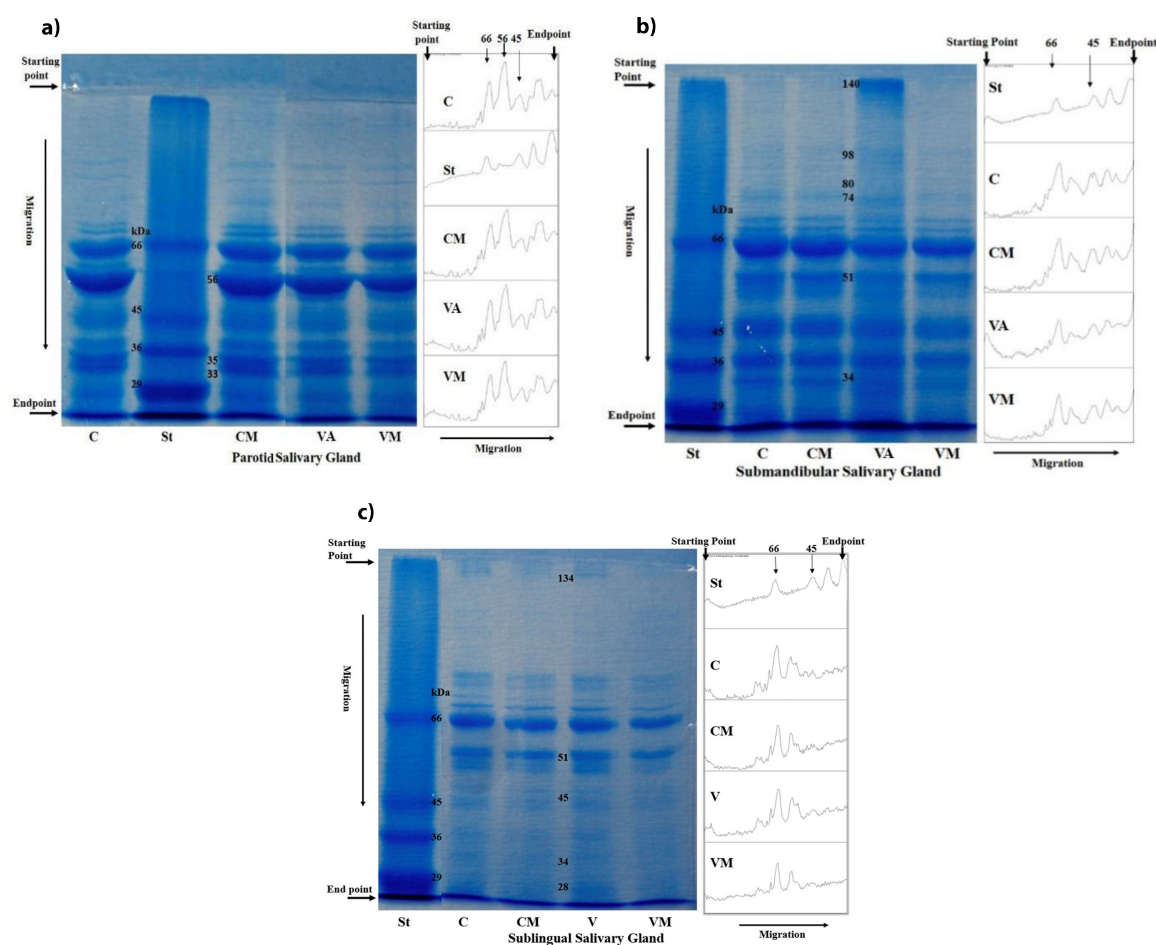 a)
Starting
point
Starting
point
66 56 45
Endpoint
Migration
kDa
66
56
45
36
35
33
29
Endpoint
C St CM VA VM
Parotid Salivary Gland
C
St
CM
VA
VM
Migration
b)
Starting
Point
Starting Point
66
45
Endpoint
Migration
140
98
80
74
kDa
66
51
45
36
34
29
Endpoint
St C CM VA VM
Submandibular Salivary Gland
St
C
CM
VA
VM
Migration
c)
Starting
Point
Starting Point
66
45
Endpoint
Migration
134
kDa
66
51
45
45
36
34
29
28
End point
St C CM V VM
Sublingual Salivary Gland
St
C
CM
V
VM
Migration